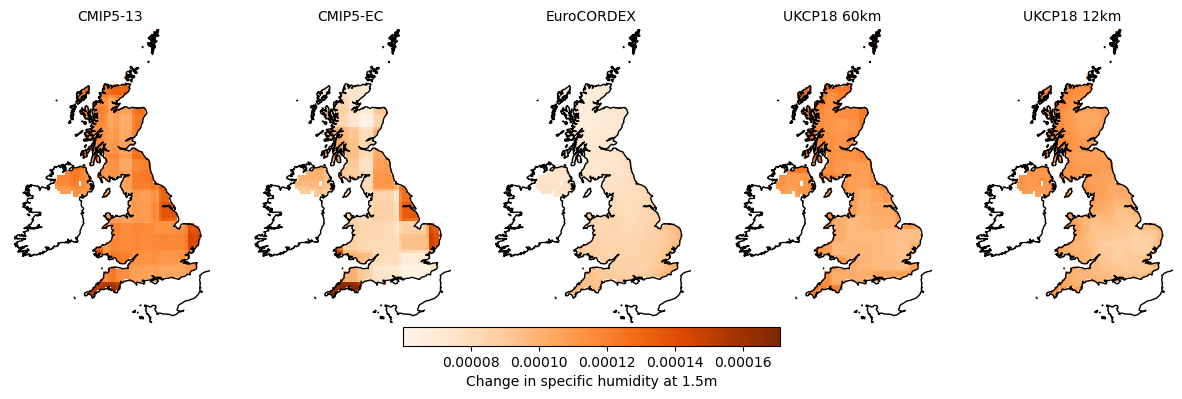 CMIP5-13 CMIP5-EC EuroCORDEX UKCP18 60km UKCP18 12km
0.00008 0.00010 0.00012 0.00014 0.00016
Change in specific humidity at 1.5m